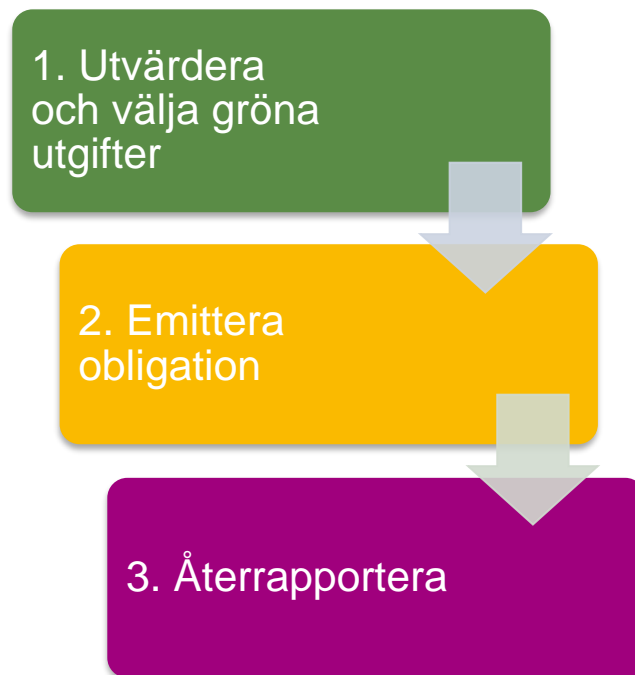 1. Utvärdera
och välja gröna
utgifter
2. Emittera
obligation
3. Återrapportera